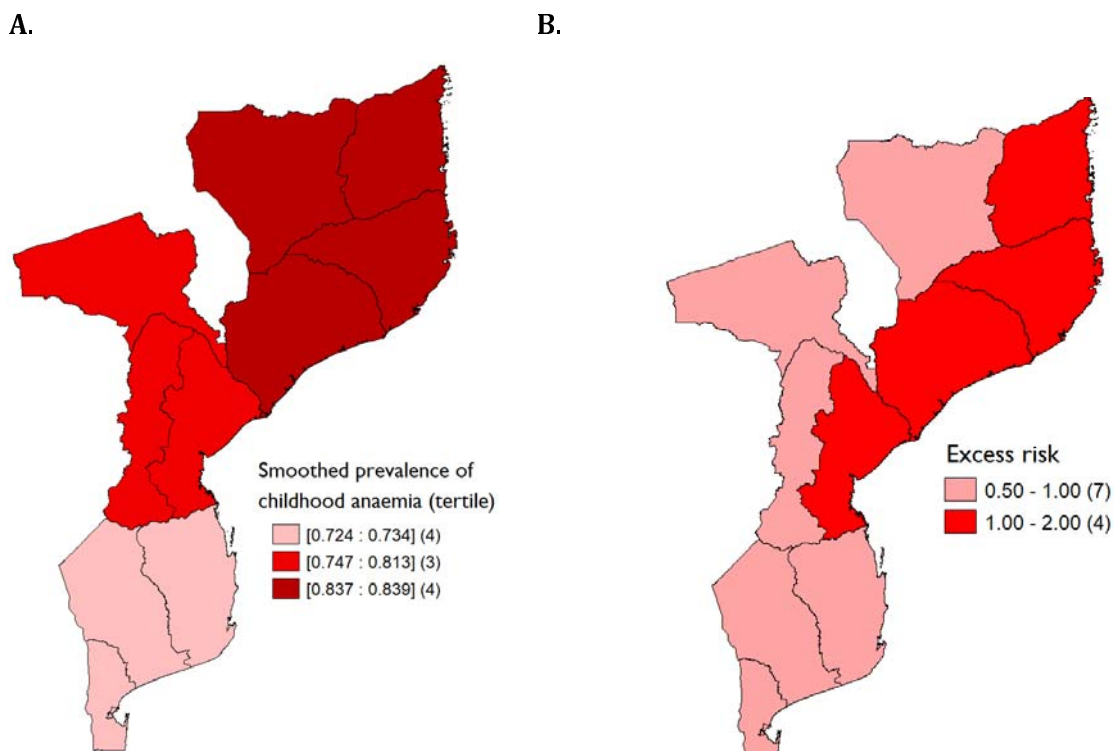 A.
B.
Smoothed prevalence of
childhood anaemia (tertile)
[0.724 : 0.734] (4)
[0.747 : 0.813] (3)
[0.837 : 0.839] (4)
Excess risk
0.50 - 1.00 (7)
1.00 - 2.00 (4)